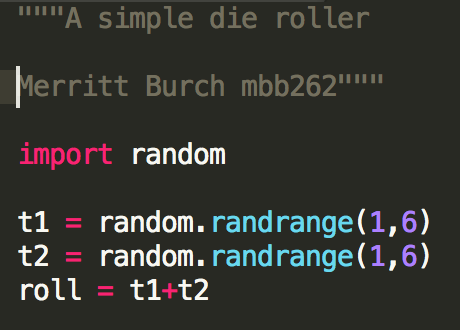 """A simple die roller
Merritt Burch mbb262"""
import random
t1 = random.randrange(1,6)
t2 = random.randrange(1,6)
roll = t1+t2